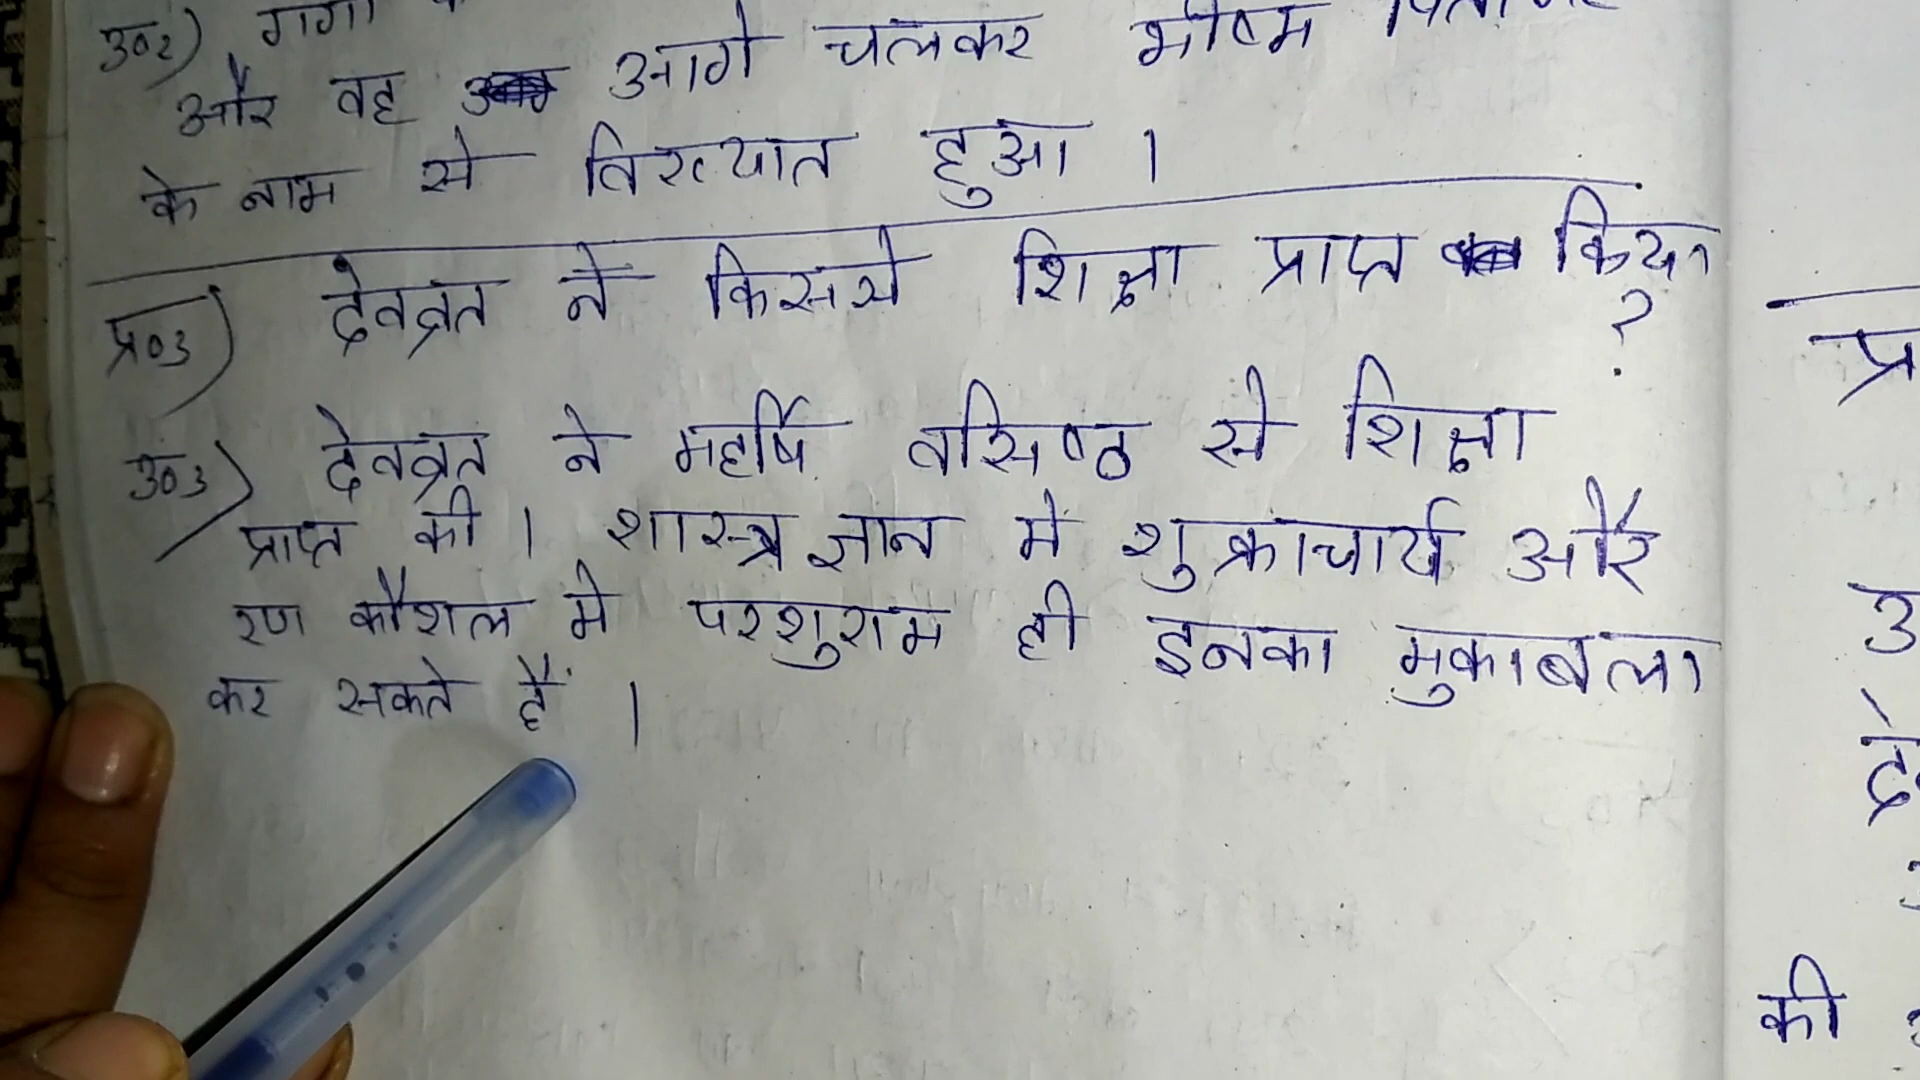 उ०2) गंगा
और वह आगे चलकर भीष्म
के नाम से विख्यात हुआ ।
प्र०3) देवव्रत ने किससे शिक्षा प्राप्त किया ?
उ०3) देवव्रत ने महर्षि वसिष्ठ से शिक्षा
प्राप्त की । शास्त्र ज्ञान में शुक्राचार्य और
रण कौशल मे परशुराम ही इनका मुकाबला
कर सकते हैं ।
प्र
उ
की